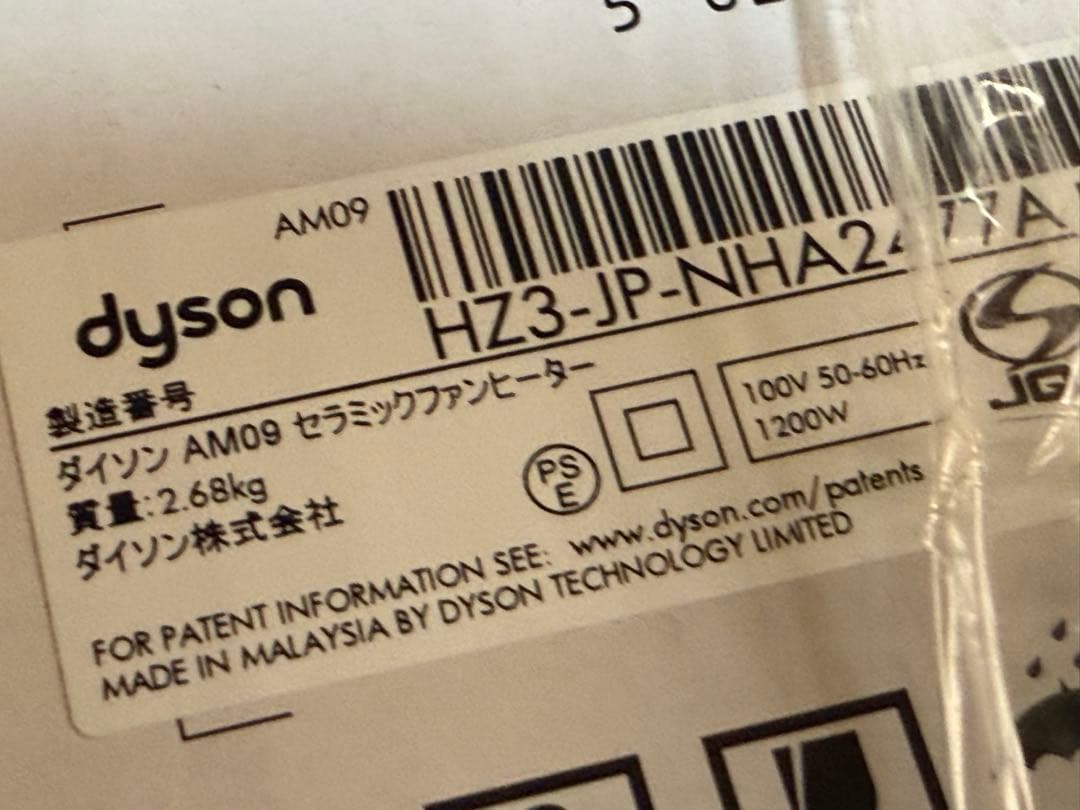 AM09
HZ3-JP-NHA2
dyson
製造番号
ダイソン AM09 セラミックファンヒーター
質量:2.68kg
ダイソン株式会社
PS
E
100V 50-60Hz
1200W
FOR PATENT INFORMATION SEE: www.dyson.com/patents
MADE IN MALAYSIA BY DYSON TECHNOLOGY LIMITED